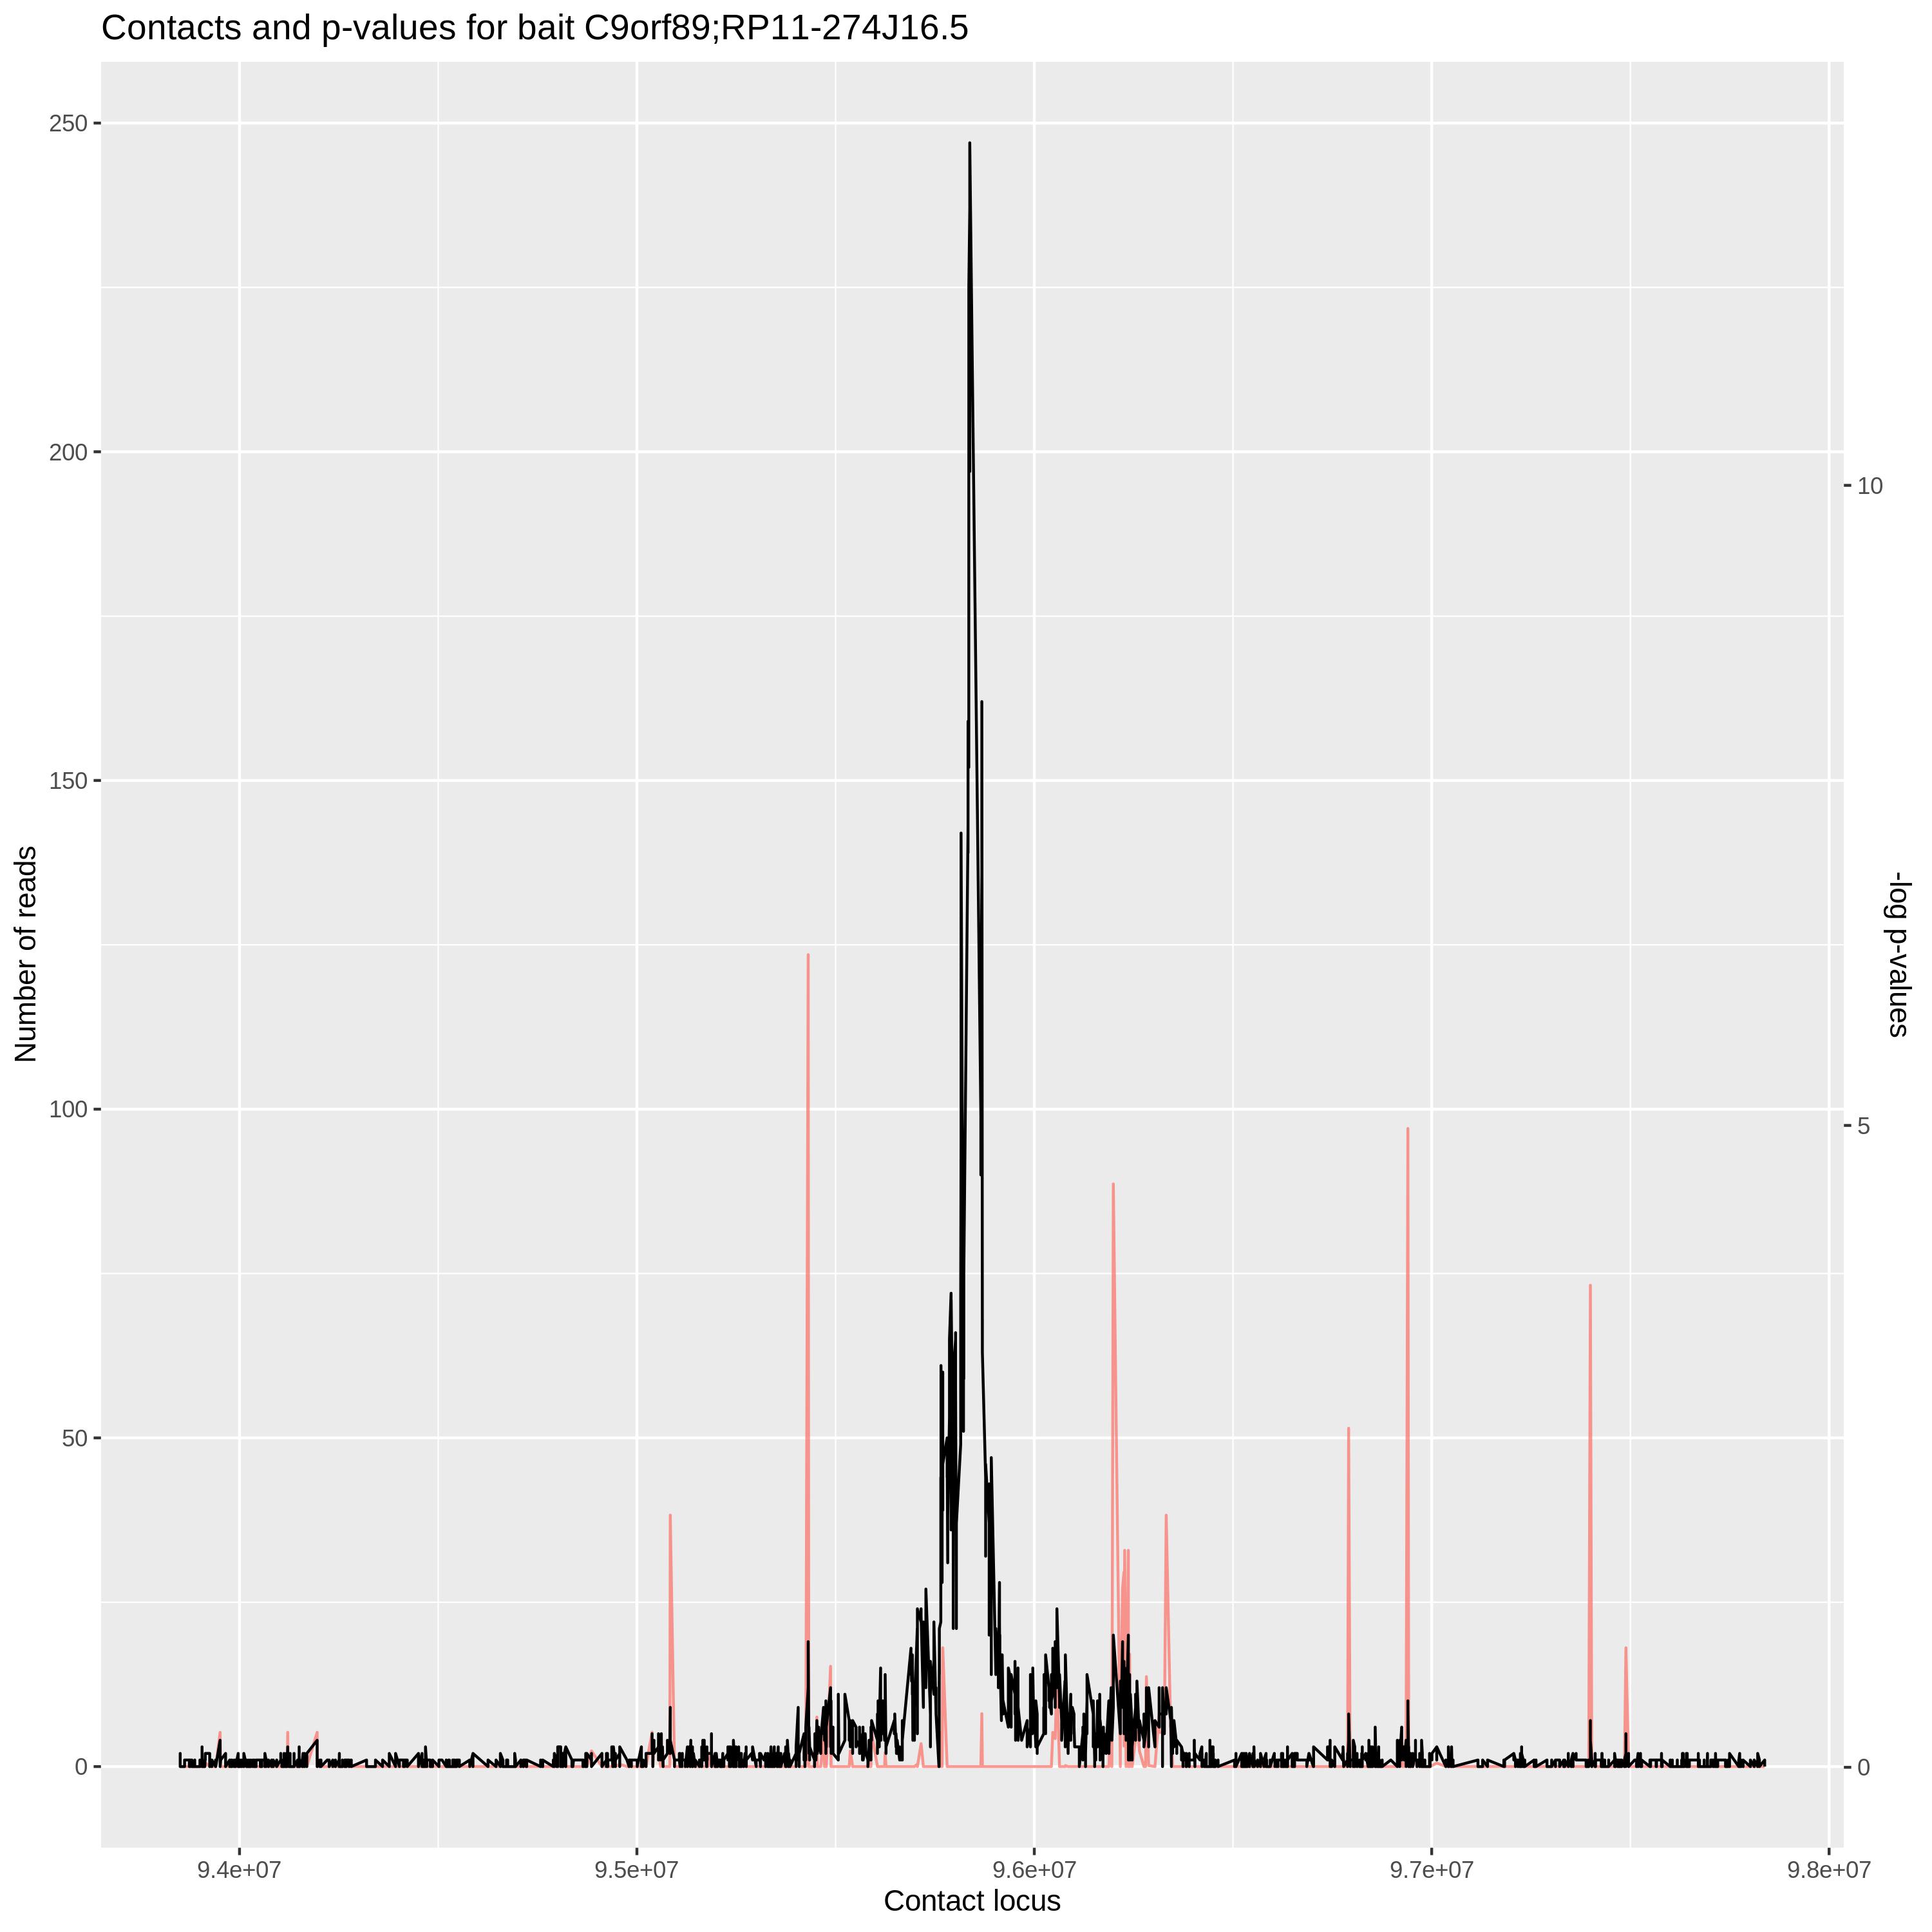 Contacts and p-values for bait C9orf89;RP11-274J16.5
250
200
150
100
50
0
Number of reads
10
5
0
-log p-values
9.4e+07
9.5e+07
9.6e+07
9.7e+07
9.8e+07
Contact locus